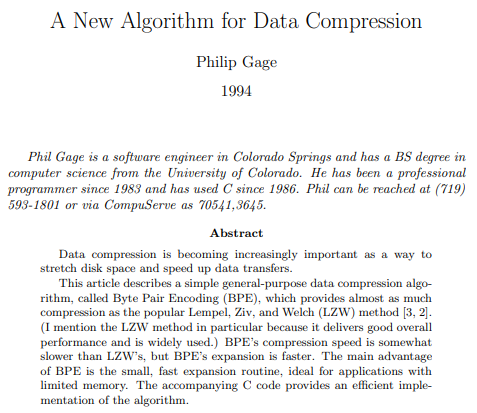 A New Algorithm for Data Compression
Philip Gage
1994
Phil Gage is a software engineer in Colorado Springs and has a BS degree in
computer science from the University of Colorado. He has been a professional
programmer since 1983 and has used C since 1986. Phil can be reached at (719)
593-1801 or via CompuServe as 70541,3645.
Abstract
Data compression is becoming increasingly important as a way to
stretch disk space and speed up data transfers.
This article describes a simple general-purpose data compression algo-
rithm, called Byte Pair Encoding (BPE), which provides almost as much
compression as the popular Lempel, Ziv, and Welch (LZW) method [3, 2].
(I mention the LZW method in particular because it delivers good overall
performance and is widely used.) BPE's compression speed is somewhat
slower than LZW's, but BPE's expansion is faster. The main advantage
of BPE is the small, fast expansion routine, ideal for applications with
limited memory. The accompanying C code provides an efficient imple-
mentation of the algorithm.